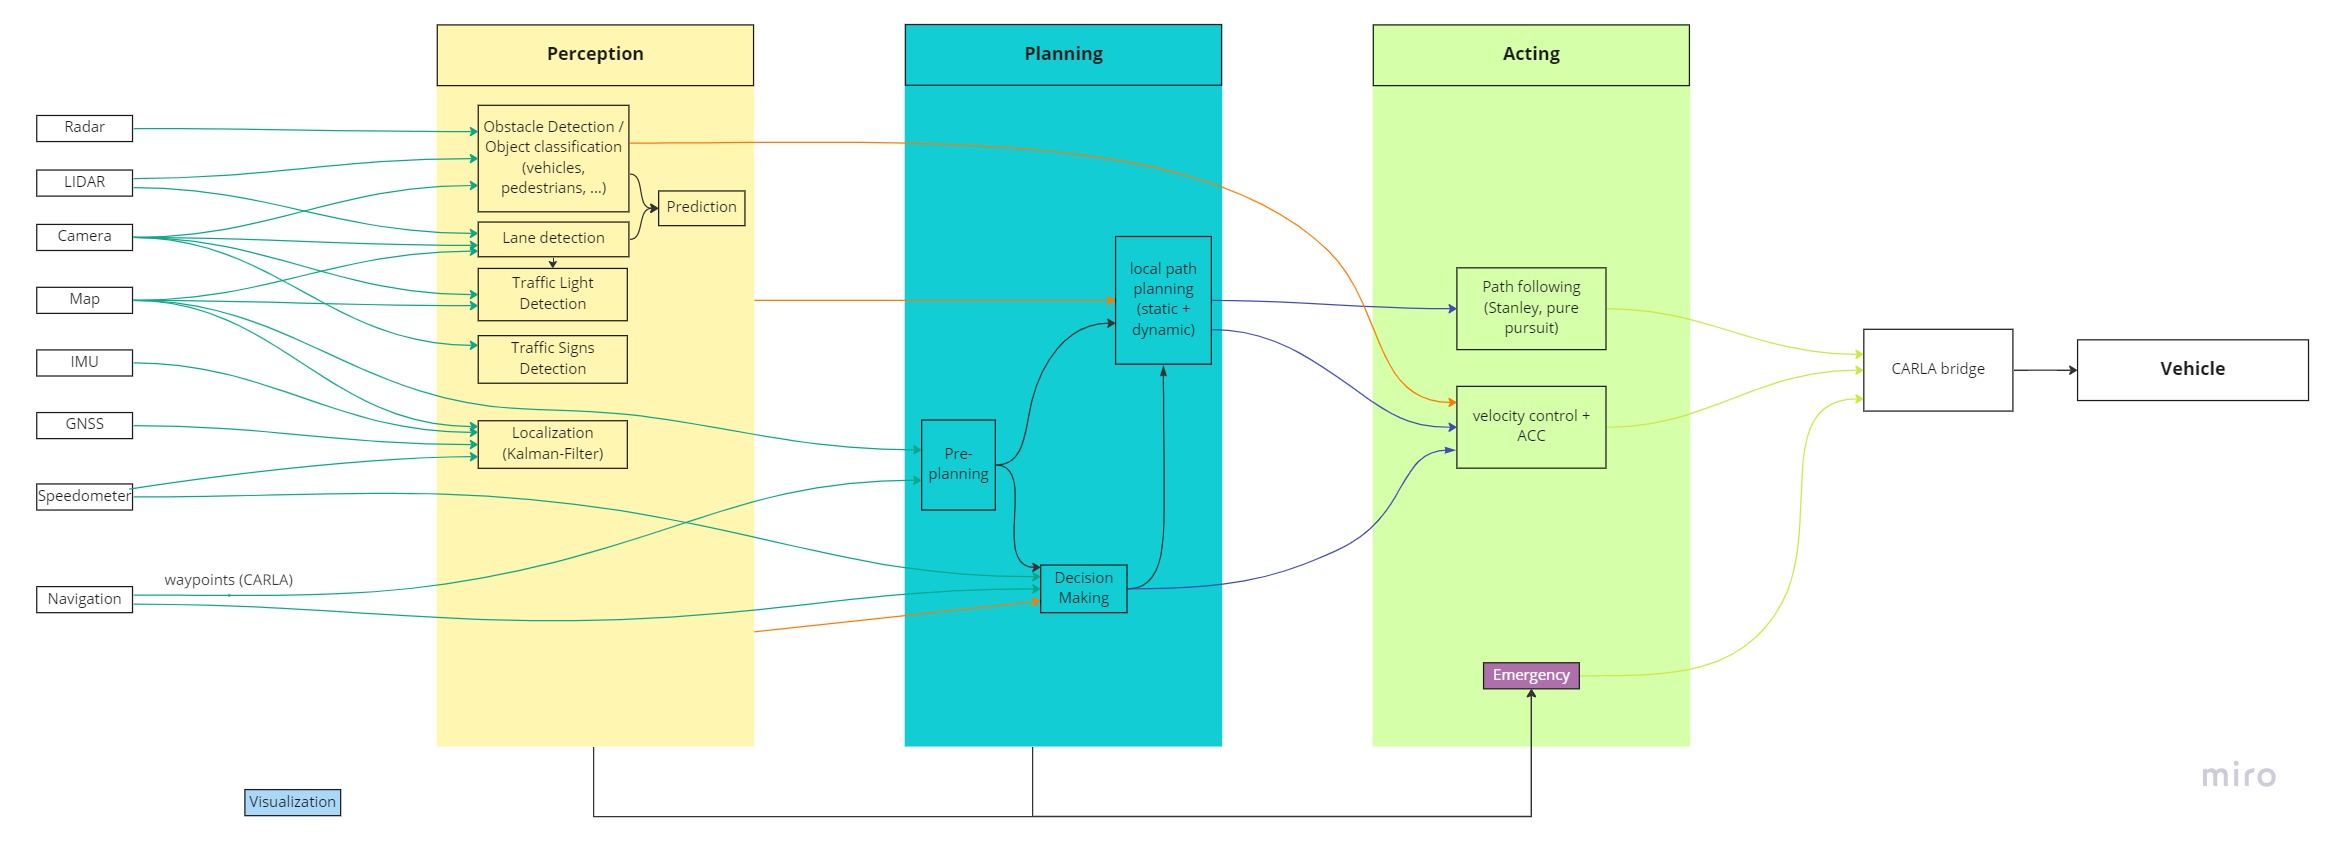 Perception
Planning
Acting
Radar
LIDAR
Camera
Map
IMU
GNSS
Speedometer
Navigation
waypoints (CARLA)
Obstacle Detection /
Object classification
(vehicles,
pedestrians, ...)
Prediction
Lane detection
Traffic Light
Detection
Traffic Signs
Detection
Localization
(Kalman-Filter)
local path
planning
(static +
dynamic)
Pre-
planning
Decision
Making
Path following
(Stanley, pure
pursuit)
velocity control +
ACC
Emergency
CARLA bridge
Vehicle
Visualization
miro